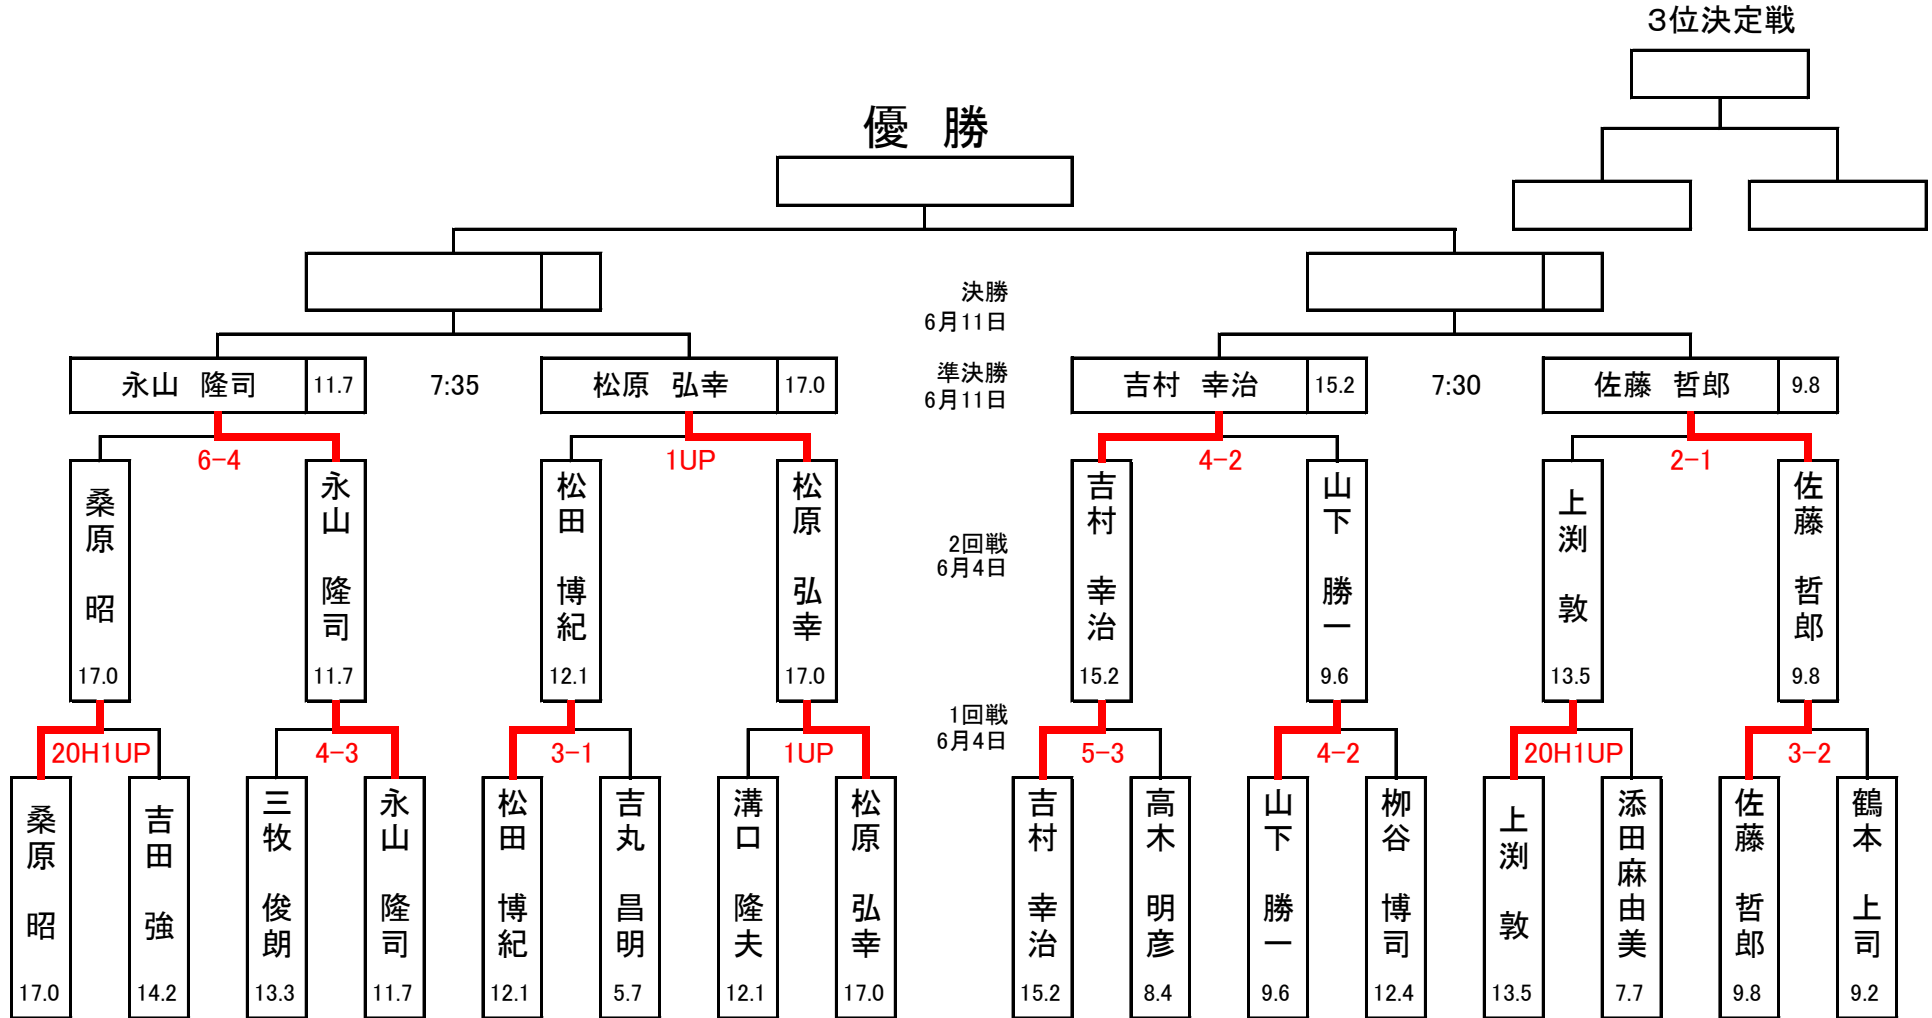 3位決定戦
優 勝
決勝
6月11日
永山 隆司 11.7 7:35 松原 弘幸 17.0 準決勝 6月11日 吉村 幸治 15.2 7:30 佐藤 哲郎 9.8
6-4 1UP 4-2 2-1
桑原 昭 17.0
永山 隆司 11.7
松田 博紀 12.1
松原 弘幸 17.0
2回戦
6月4日
吉村 幸治 15.2
山下 勝一 9.6
上渕 敦 13.5
佐藤 哲郎 9.8
1回戦
6月4日
20H1UP 4-3 3-1 1UP 5-3 4-2 20H1UP 3-2
桑原 昭 17.0
吉田 強 14.2
三牧 俊朗 13.3
永山 隆司 11.7
松田 博紀 12.1
吉丸 昌明 5.7
溝口 隆夫 12.1
松原 弘幸 17.0
吉村 幸治 15.2
高木 明彦 8.4
山下 勝一 9.6
栁谷 博司 12.4
上渕 敦 13.5
添田麻由美 7.7
佐藤 哲郎 9.8
鶴本 上司 9.2